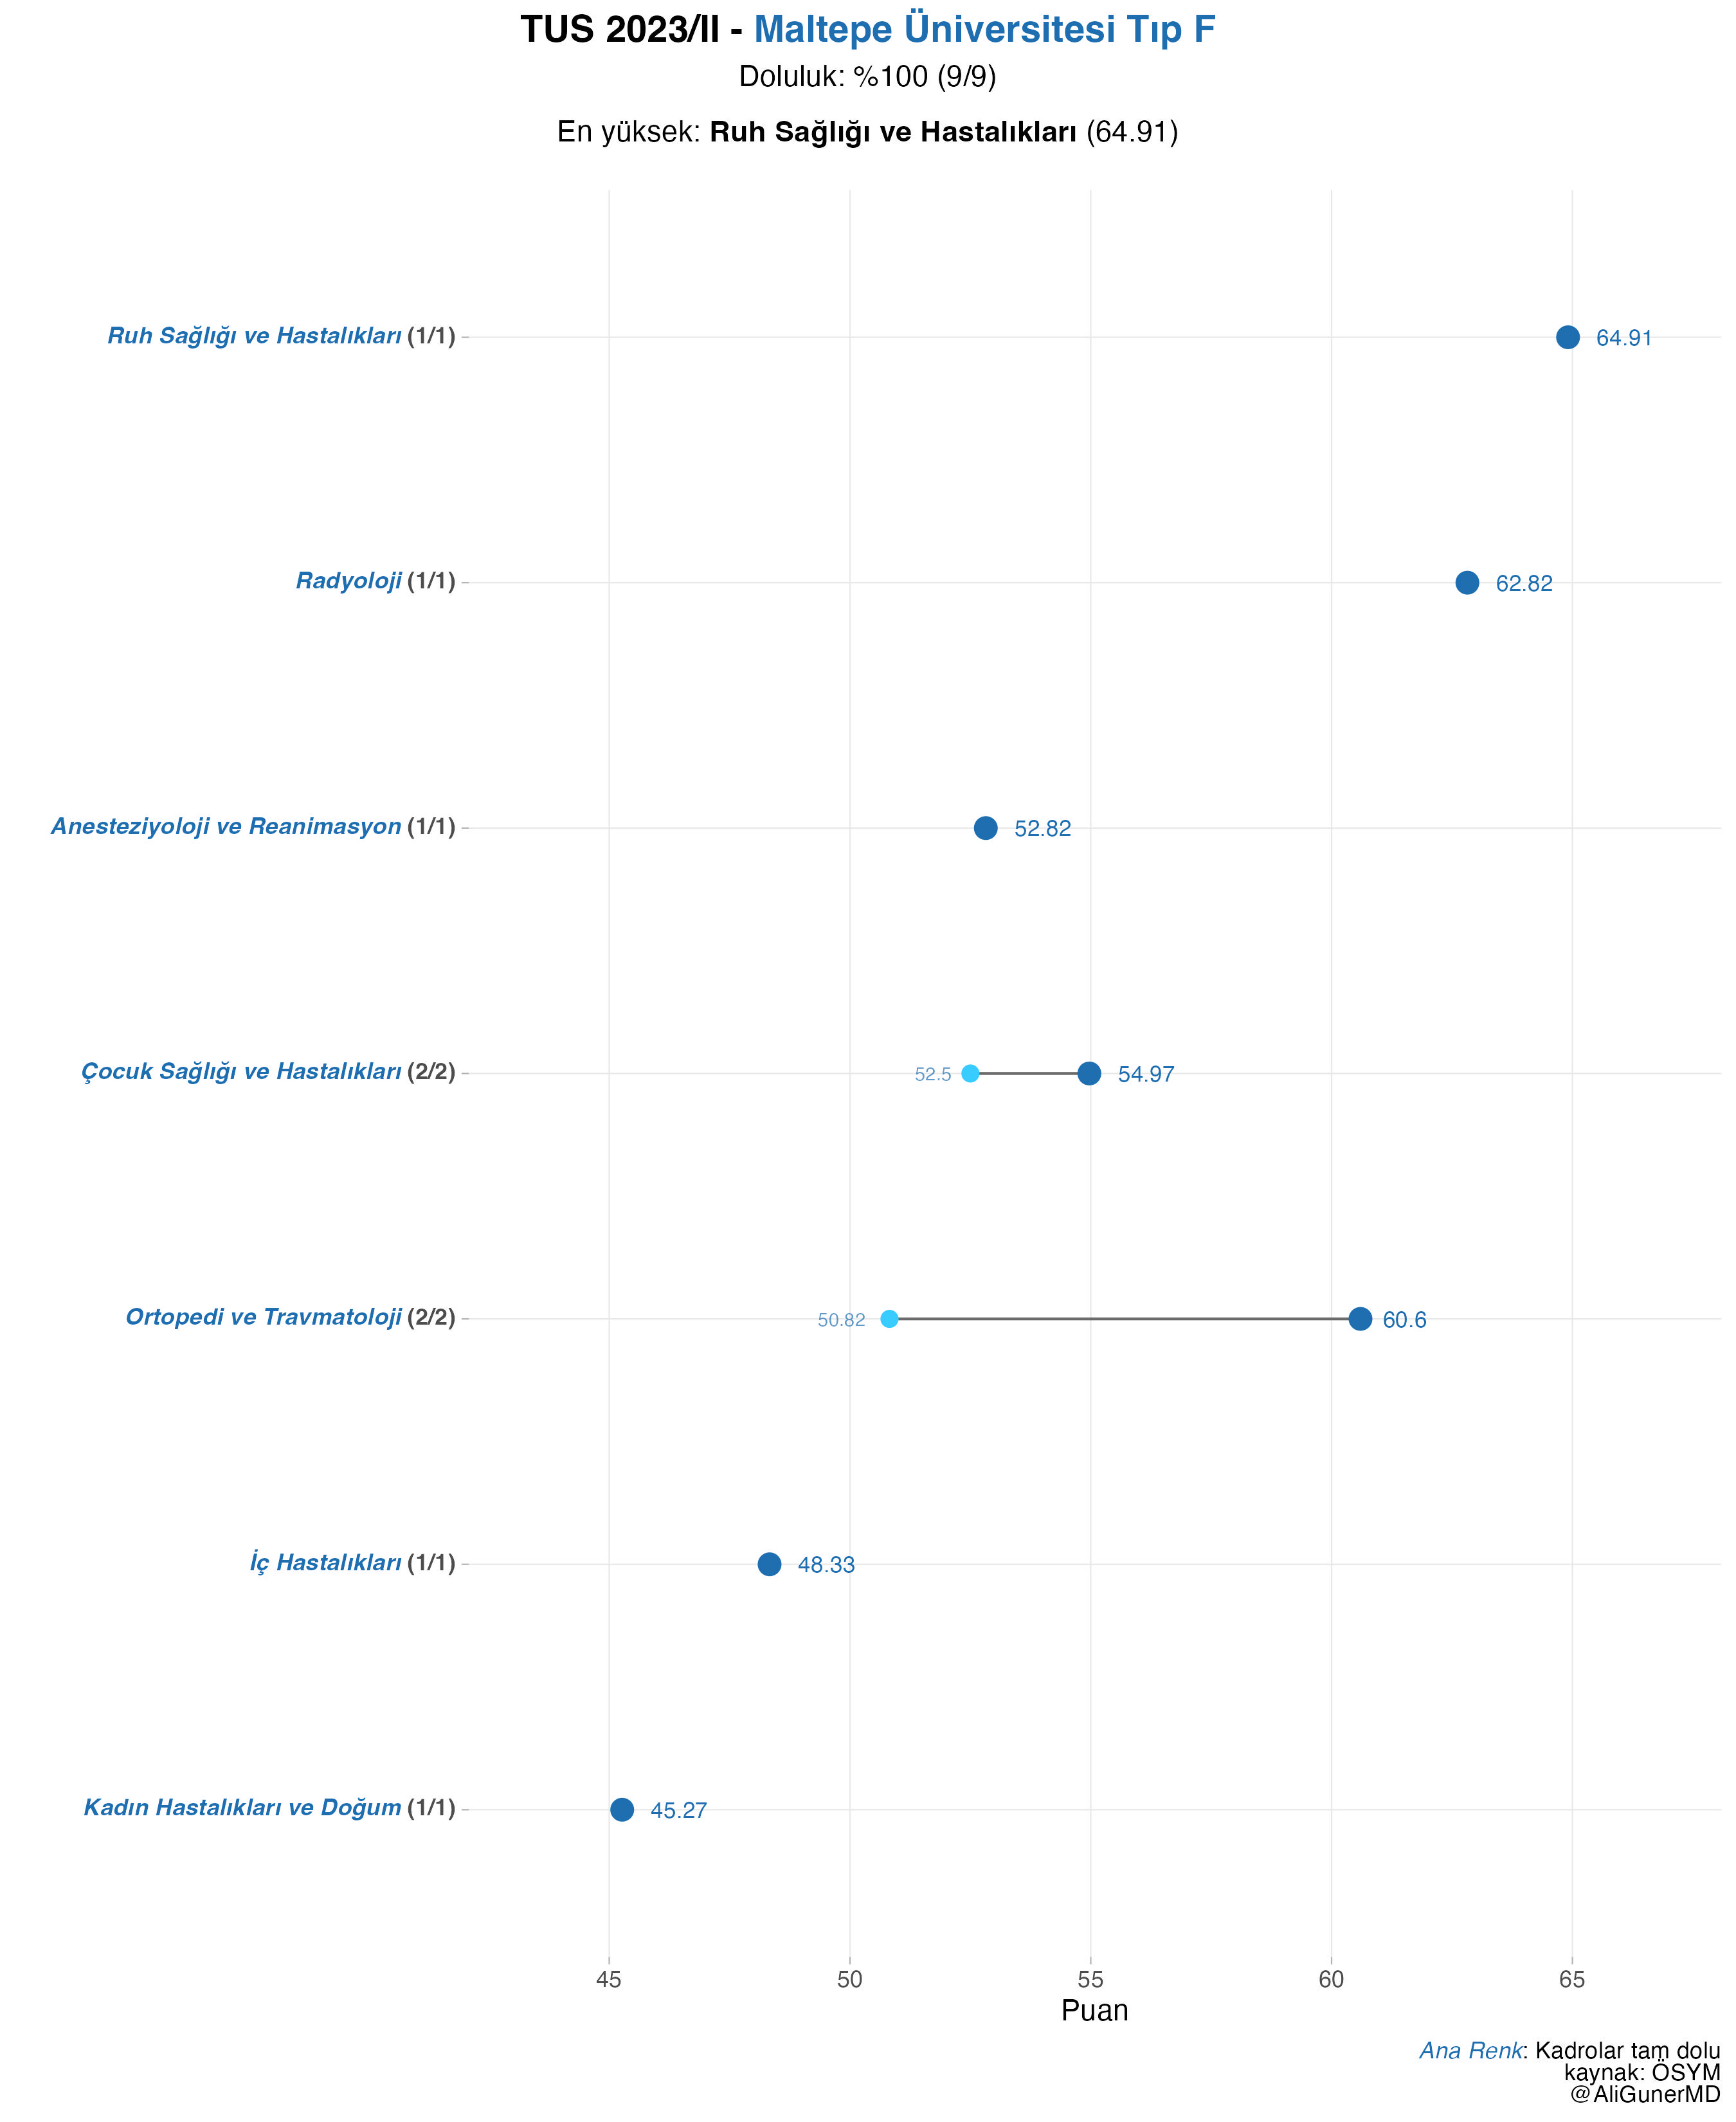 TUS 2023/II - Maltepe Üniversitesi Tıp F
Doluluk: %100 (9/9)
En yüksek: Ruh Sağlığı ve Hastalıkları (64.91)
Ruh Sağlığı ve Hastalıkları (1/1)
64.91
Radyoloji (1/1)
62.82
Anesteziyoloji ve Reanimasyon (1/1)
52.82
Çocuk Sağlığı ve Hastalıkları (2/2)
52.5
54.97
Ortopedi ve Travmatoloji (2/2)
50.82
60.6
İç Hastalıkları (1/1)
48.33
Kadın Hastalıkları ve Doğum (1/1)
45.27
45 50 55 60 65
Puan
Ana Renk: Kadrolar tam dolu
kaynak: ÖSYM
@AliGunerMD